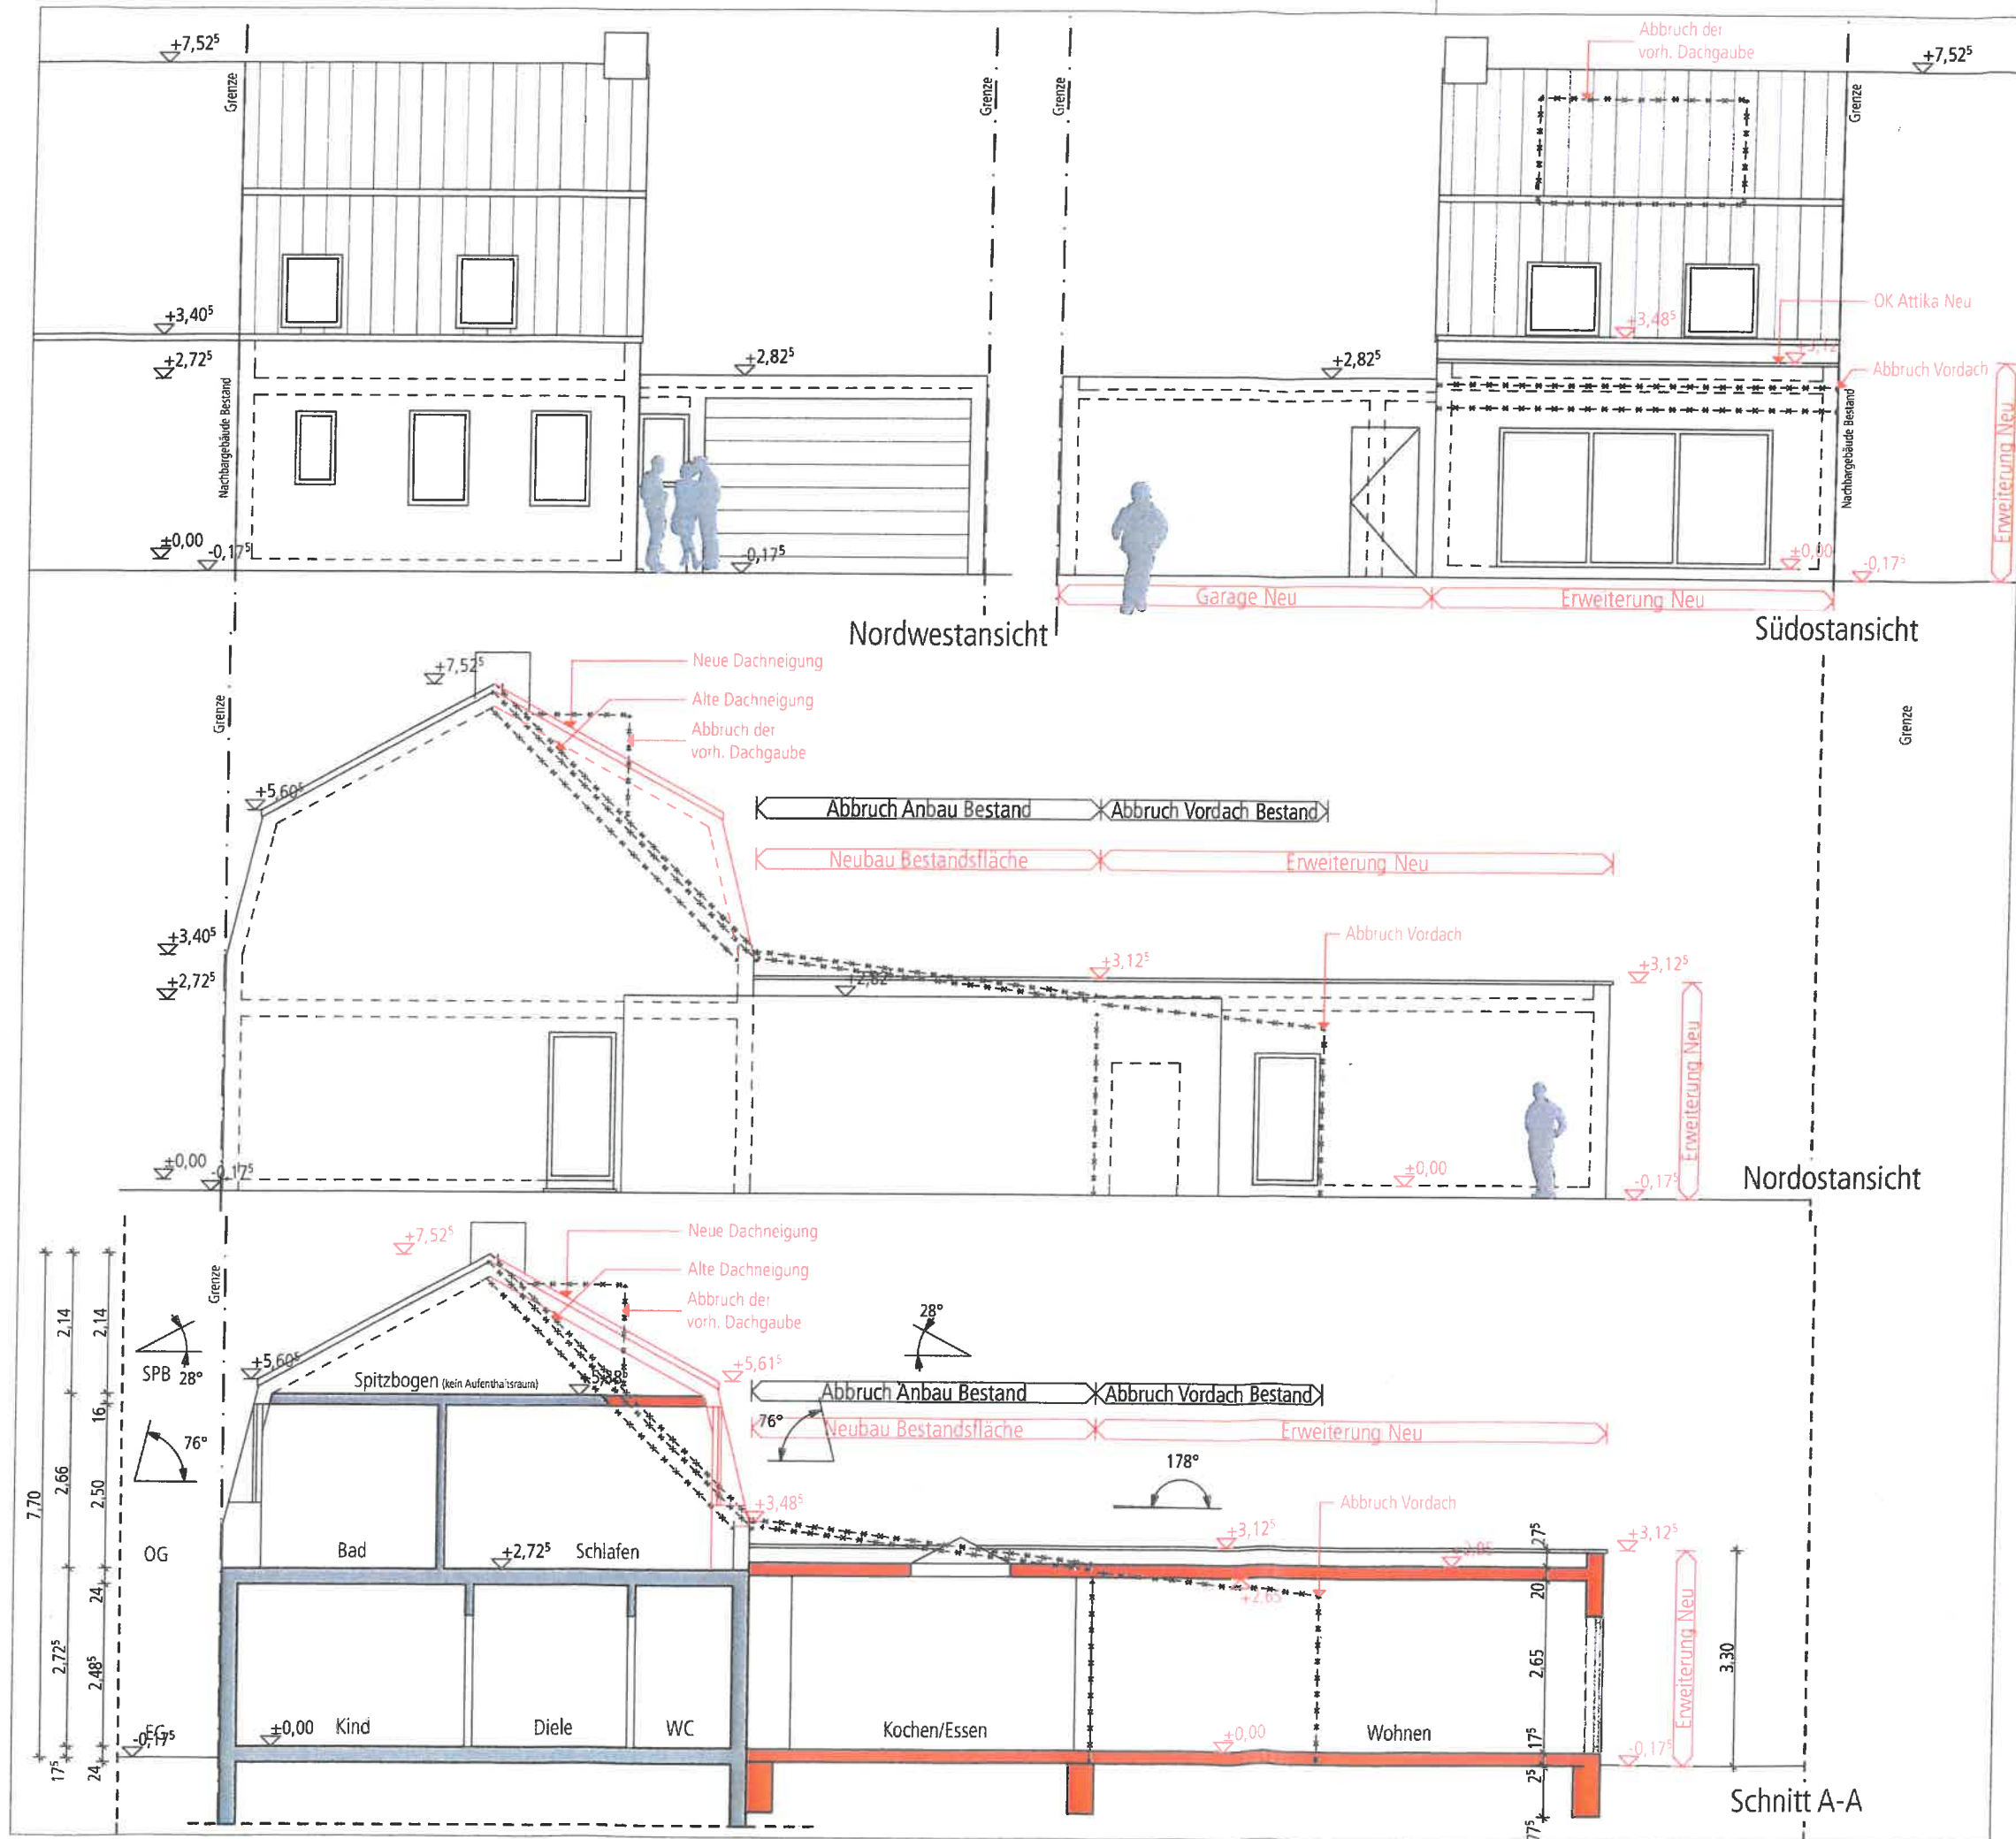 +7,52⁵
Grenze
+3,40⁵
+2,72⁵
Nachbargebäude Bestand
±0,00
-0,17⁵
+2,82⁵
-0,17⁵
Grenze
Nordwestansicht
Grenze
Abbruch der
vorh. Dachgaube
+7,52⁵
Grenze
OK Attika Neu
+3,48⁵
+2,82⁵
Abbruch Vordach
Nachbargebäude Bestand
Erweiterung Neu
±0,00
-0,17⁵
Garage Neu
Erweiterung Neu
Südostansicht
Grenze
+7,52⁵
Neue Dachneigung
Alte Dachneigung
Abbruch der
vorh. Dachgaube
Grenze
+5,60⁵
Abbruch Anbau Bestand
Abbruch Vordach Bestand
Neubau Bestandsfläche
Erweiterung Neu
+3,40⁵
+2,72⁵
Abbruch Vordach
+3,12⁵
+3,12⁵
Erweiterung Neu
±0,00
-0,17⁵
±0,00
-0,17⁵
Nordostansicht
+7,52⁵
Neue Dachneigung
Alte Dachneigung
Abbruch der
vorh. Dachgaube
Grenze
2,14
2,14
SPB 28°
+5,60⁵
Spitzbogen (kein Aufenthaltsraum)
+5,61⁵
28°
Abbruch Anbau Bestand
Abbruch Vordach Bestand
Neubau Bestandsfläche
Erweiterung Neu
76°
76°
178°
16
7,70
2,66
2,50
OG
Bad
+2,72⁵
Schlafen
+3,48⁵
Abbruch Vordach
+3,12⁵
27⁵
+3,12⁵
24
20
+2,65
2,72⁵
2,48⁵
2,65
Erweiterung Neu
3,30
EG
-0,17⁵
±0,00
Kind
Diele
WC
Kochen/Essen
±0,00
Wohnen
17⁵
-0,17⁵
17⁵
24
25
Schnitt A-A